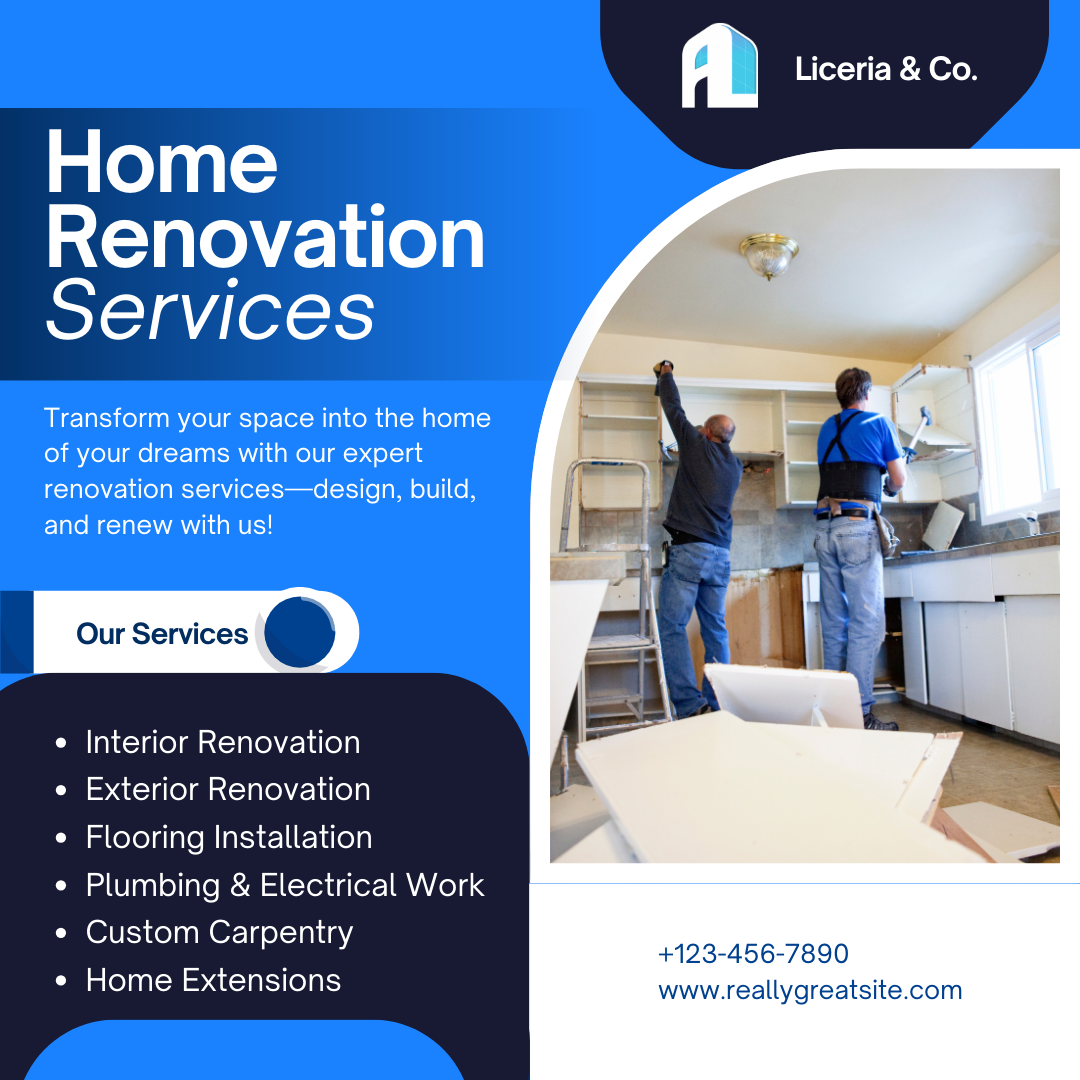 Liceria & Co.
Home
Renovation
Services
Transform your space into the home
of your dreams with our expert
renovation services—design, build,
and renew with us!
Our Services
• Interior Renovation
• Exterior Renovation
• Flooring Installation
• Plumbing & Electrical Work
• Custom Carpentry
• Home Extensions
+123-456-7890
www.reallygreatsite.com